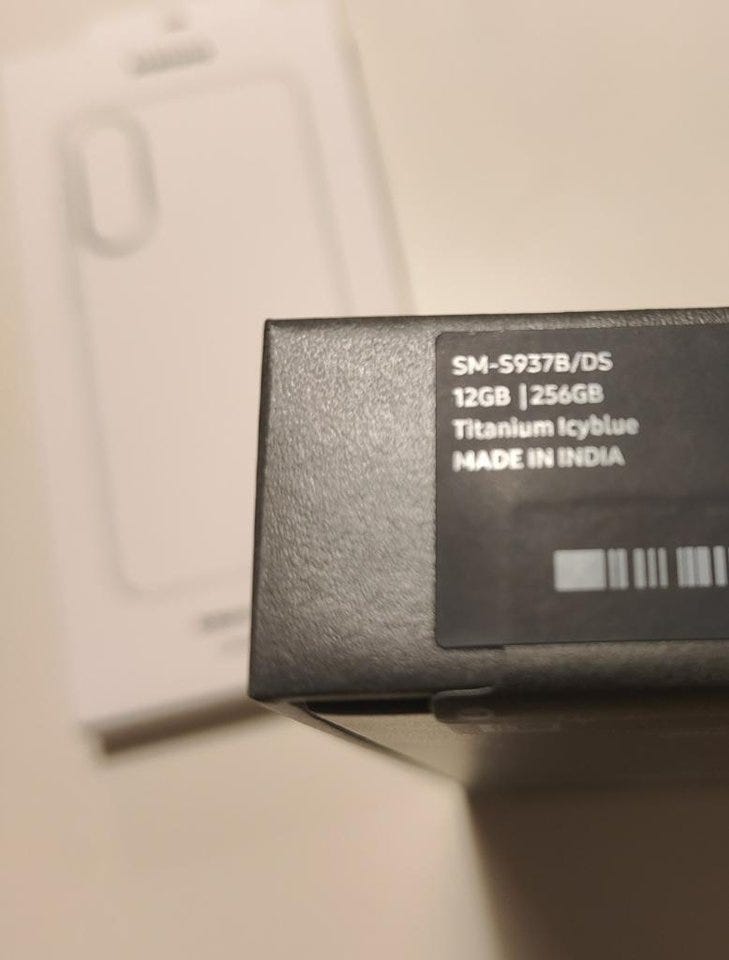 SM-S937B/DS
12GB | 256GB
Titanium Icyblue
MADE IN INDIA